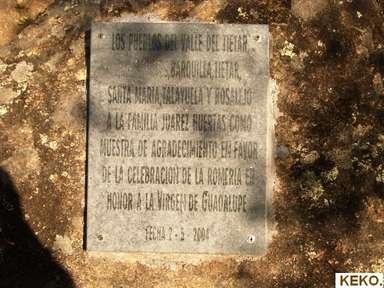 LOS PUEBLOS DEL VALLE DEL TIETAR
BARQUILLA, TIETAR,
SANTA MARIA, TALAYUELA Y ROSALEJO
A LA FAMILIA JUAREZ HUERTAS COMO
MUESTRA DE AGRADECIMIENTO EN FAVOR
DE LA CELEBRACION DE LA ROMERIA EN
HONOR A LA VIRGEN DE GUADALUPE
FECHA 2-5-2004
KEKO.